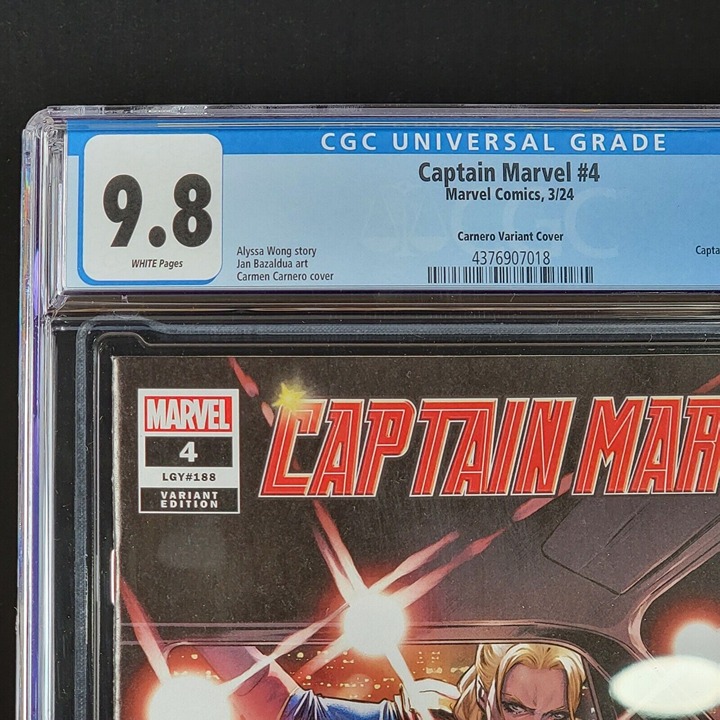 CGC UNIVERSAL GRADE
9.8
WHITE Pages
Captain Marvel #4
Marvel Comics, 3/24
Carnero Variant Cover
4376907018
Alyssa Wong story
Jan Bazaldua art
Carmen Carnero cover
Capta
MARVEL
4
LGY#188
VARIANT
EDITION
CAPTAIN MAR